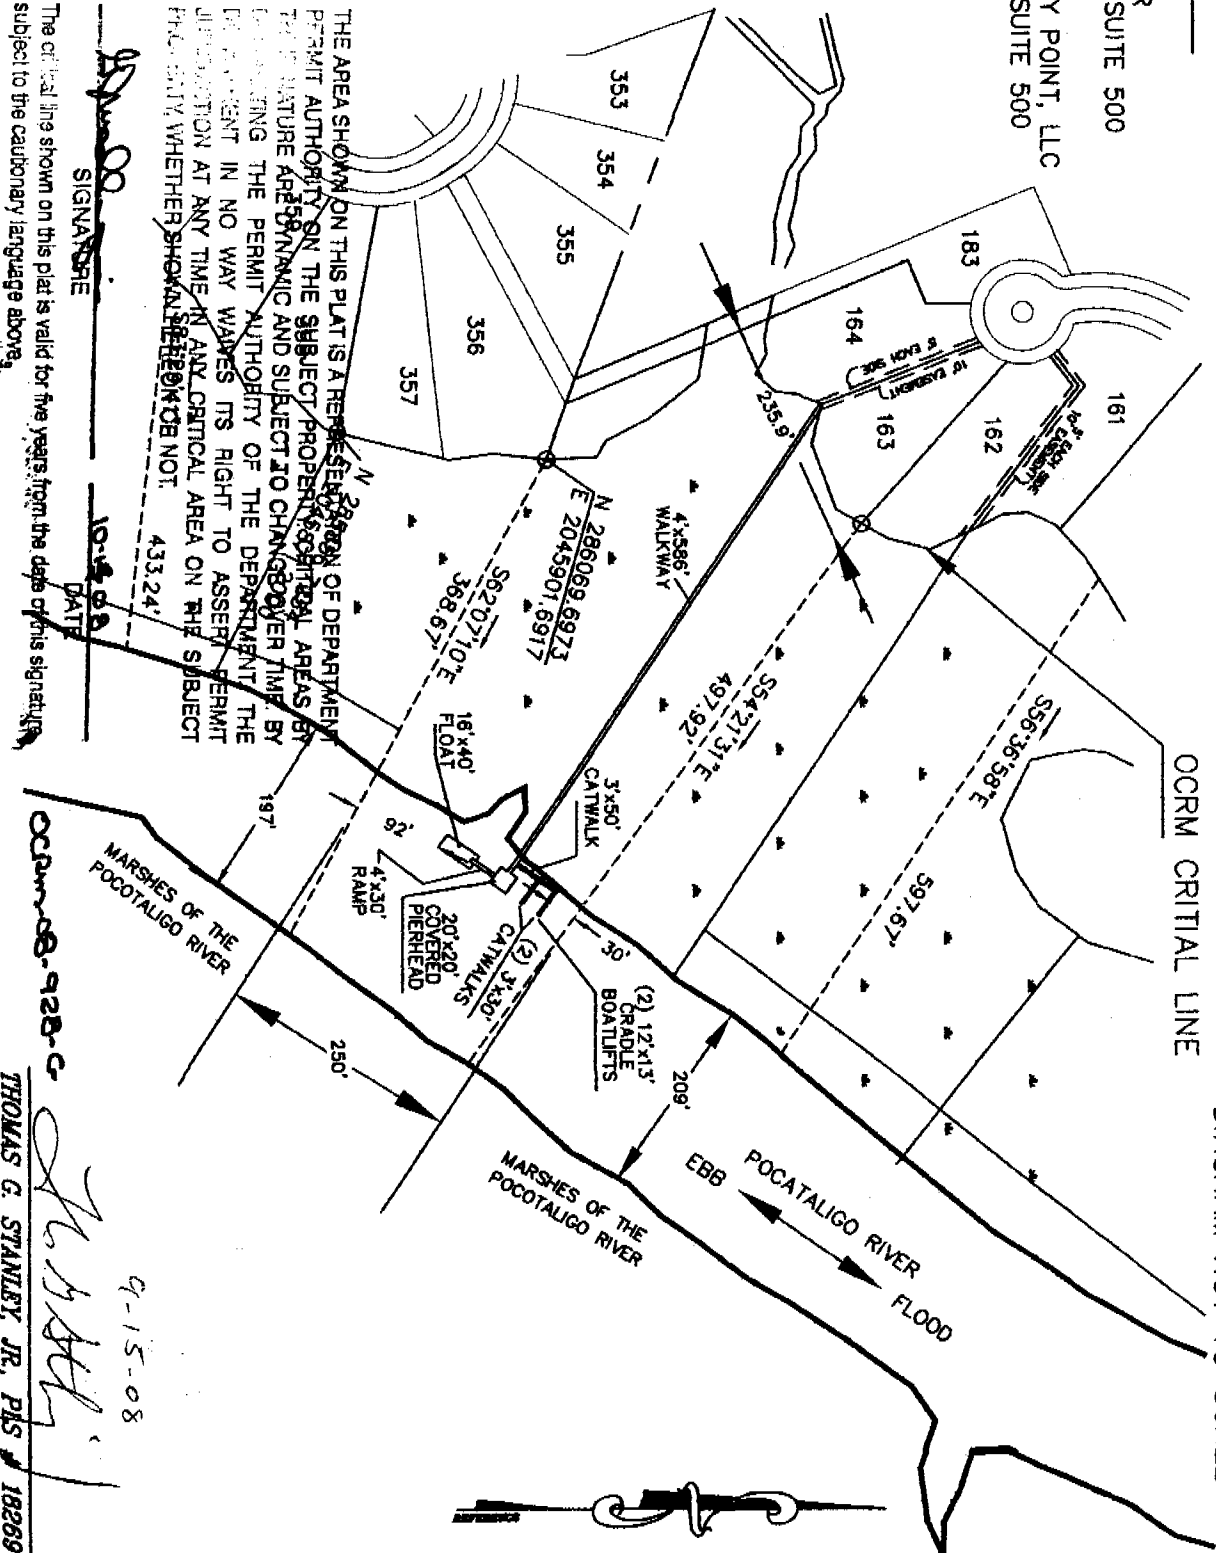 SUITE 500
Y POINT, LLC
SUITE 500
OCRM CRITIAL LINE
161
162
163
164
183
5' EACH SIDE
10' EASEMENT
5' EACH SIDE
10' EASEMENT
235.9'
4'x586'
WALKWAY
S56°36'58"E
597.67'
S54°21'31"E
497.92'
353
354
355
356
357
358
N 286069.6973
E 2045901.6917
S62°07'10"E
368.67'
16'x40'
FLOAT
3'x50'
CATWALK
92'
4'x30'
RAMP
20'x20'
COVERED
PIERHEAD
(2) 3'x30'
CATWALKS
30'
(2) 12'x13'
CRADLE
BOATLIFTS
197'
250'
209'
MARSHES OF THE
POCOTALIGO RIVER
MARSHES OF THE
POCOTALIGO RIVER
EBB
POCATALIGO RIVER
FLOOD
433.24'
THE AREA SHOWN ON THIS PLAT IS A REPRESENTATION OF DEPARTMENT
PERMIT AUTHORITY ON THE SUBJECT PROPERTY. CRITICAL AREAS BY
THEIR NATURE ARE DYNAMIC AND SUBJECT TO CHANGE OVER TIME. BY
THE PERMIT AUTHORITY OF THE DEPARTMENT, THE
DEPARTMENT IN NO WAY WAIVES ITS RIGHT TO ASSERT PERMIT
JURISDICTION AT ANY TIME IN ANY CRITICAL AREA ON THE SUBJECT
PROPERTY, WHETHER SHOWN HEREON OR NOT.
SIGNATURE
DATE
The critical line shown on this plat is valid for five years from the date of this signature,
subject to the cautionary language above.
OCRM-08-928-G
9-15-08
THOMAS G. STANLEY, JR., PLS # 18269
REFERENCE